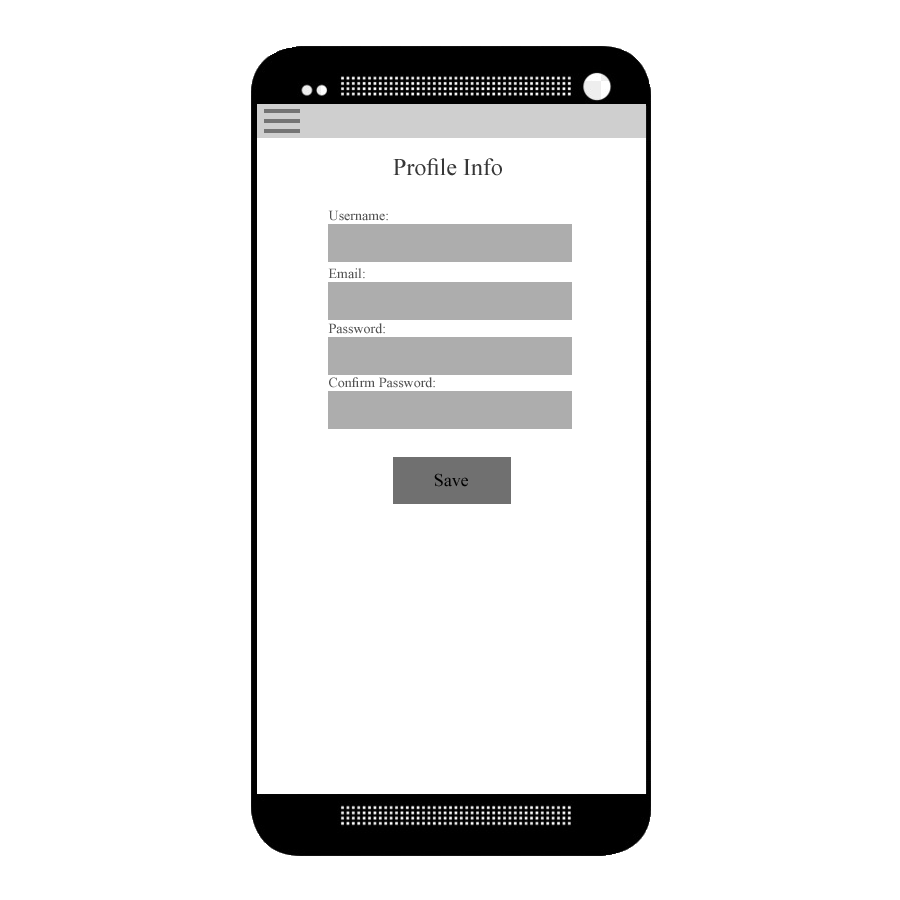 Profile Info
Username:
Email:
Password:
Confirm Password:
Save